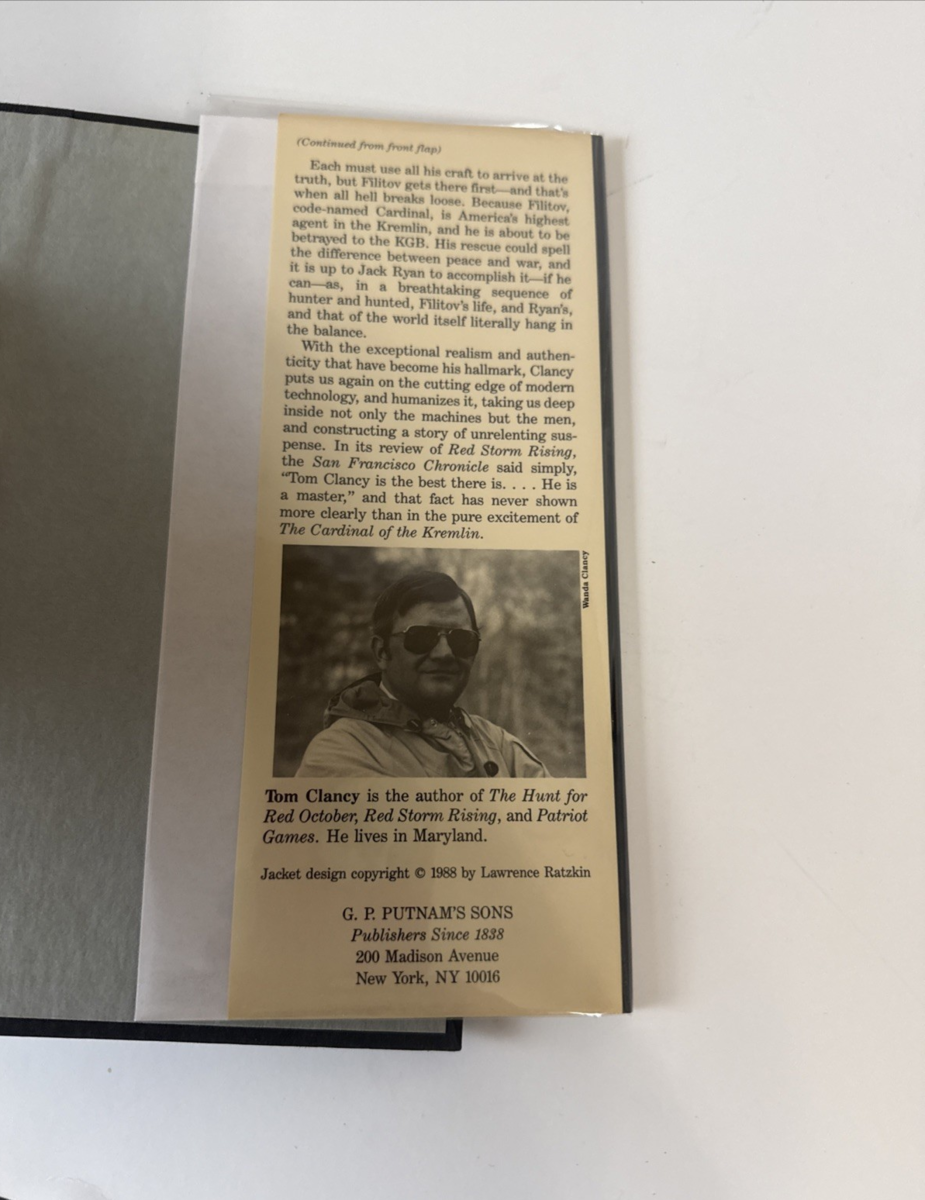 (Continued from front flap)
Each must use all his craft to arrive at the
truth, but Filitov gets there first—and that's
when all hell breaks loose. Because Filitov,
code-named Cardinal, is America's highest
agent in the Kremlin, and he is about to be
betrayed to the KGB. His rescue could spell
the difference between peace and war, and
it is up to Jack Ryan to accomplish it—if he
can—as, in a breathtaking sequence of
hunter and hunted, Filitov's life, and Ryan's,
and that of the world itself literally hang in
the balance.
With the exceptional realism and authen-
ticity that have become his hallmark, Clancy
puts us again on the cutting edge of modern
technology, and humanizes it, taking us deep
inside not only the machines but the men,
and constructing a story of unrelenting sus-
pense. In its review of Red Storm Rising,
the San Francisco Chronicle said simply,
"Tom Clancy is the best there is. . . . He is
a master," and that fact has never shown
more clearly than in the pure excitement of
The Cardinal of the Kremlin.
Wanda Clancy
Tom Clancy is the author of The Hunt for
Red October, Red Storm Rising, and Patriot
Games. He lives in Maryland.
Jacket design copyright © 1988 by Lawrence Ratzkin
G. P. PUTNAM'S SONS
Publishers Since 1838
200 Madison Avenue
New York, NY 10016